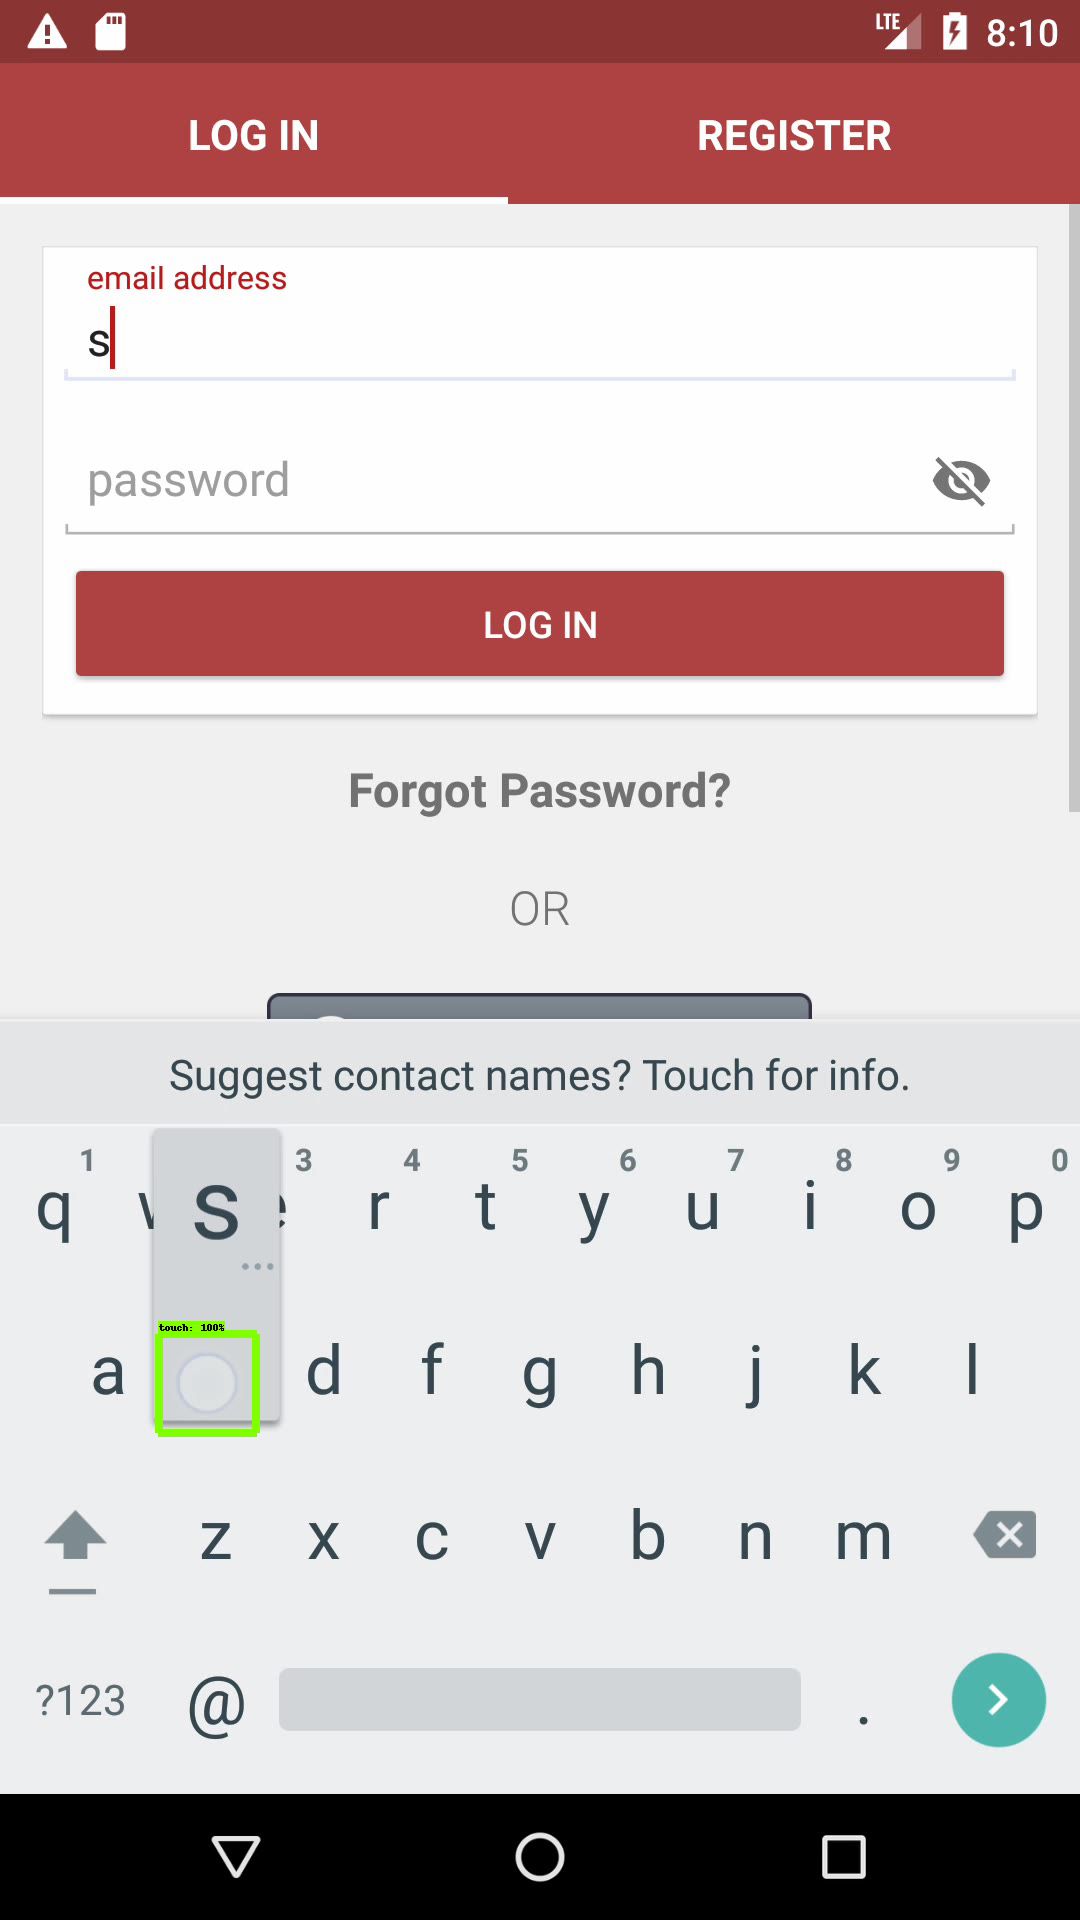 LTE 8:10
LOG IN REGISTER
email address
s
password
LOG IN
Forgot Password?
OR
Suggest contact names? Touch for info.
1 3 4 5 6 7 8 9 0
q w s e r t y u i o p
touch: 100%
a d f g h j k l
z x c v b n m
?123 @ .